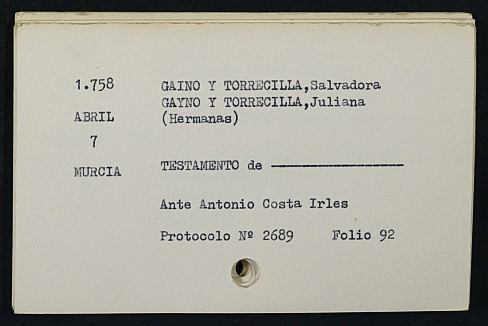 1.758
ABRIL
7
MURCIA
GAINO Y TORRECILLA,Salvadora
GAYNO Y TORRECILLA,Juliana
(Hermanas)
TESTAMENTO de ------------------
Ante Antonio Costa Irles
Protocolo Nº 2689 Folio 92